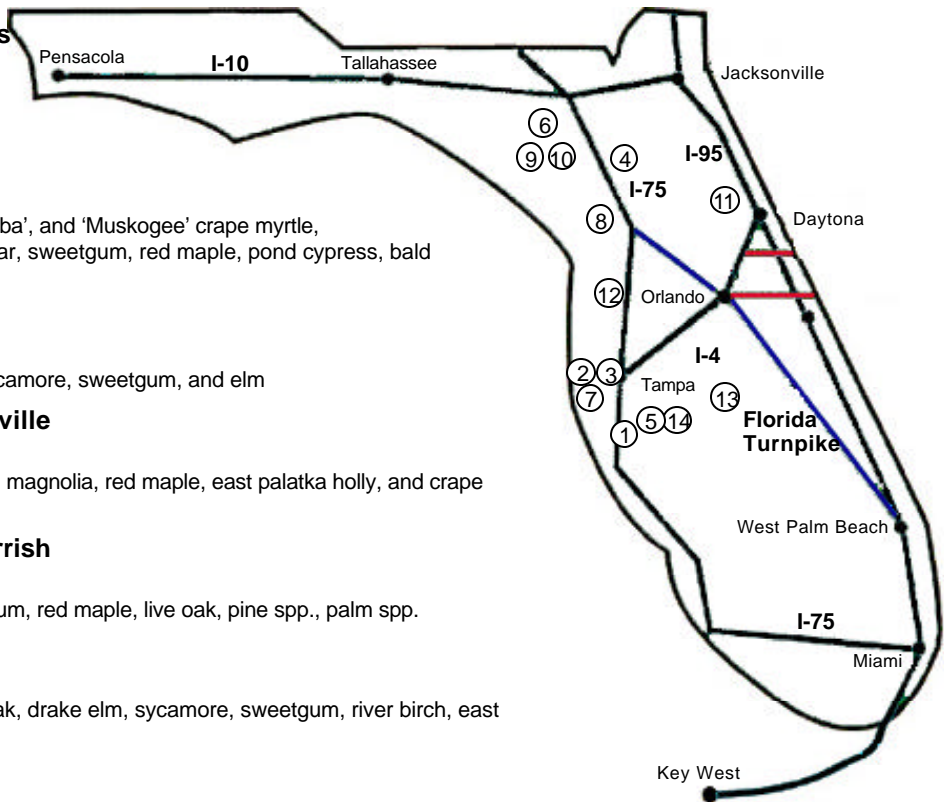 s
Pensacola
I-10
Tallahassee
Jacksonville
6
9 10 4
I-95
I-75
11
8
Daytona
ba’, and ‘Muskogee’ crape myrtle,
ar, sweetgum, red maple, pond cypress, bald
12 Orlando
I-4
2 3
camore, sweetgum, and elm
Tampa
7
13
5 14
1
Florida
Turnpike
ville
magnolia, red maple, east palatka holly, and crape
West Palm Beach
rrish
um, red maple, live oak, pine spp., palm spp.
I-75
Miami
ak, drake elm, sycamore, sweetgum, river birch, east
Key West